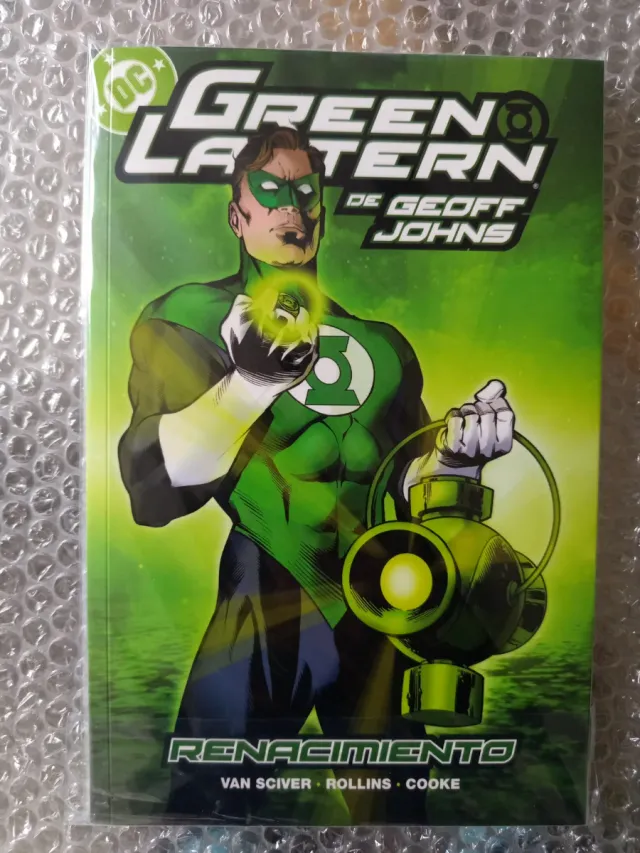 DC
GREEN
LANTERN
DE GEOFF
JOHNS
RENACIMIENTO
VAN SCIVER · ROLLINS · COOKE